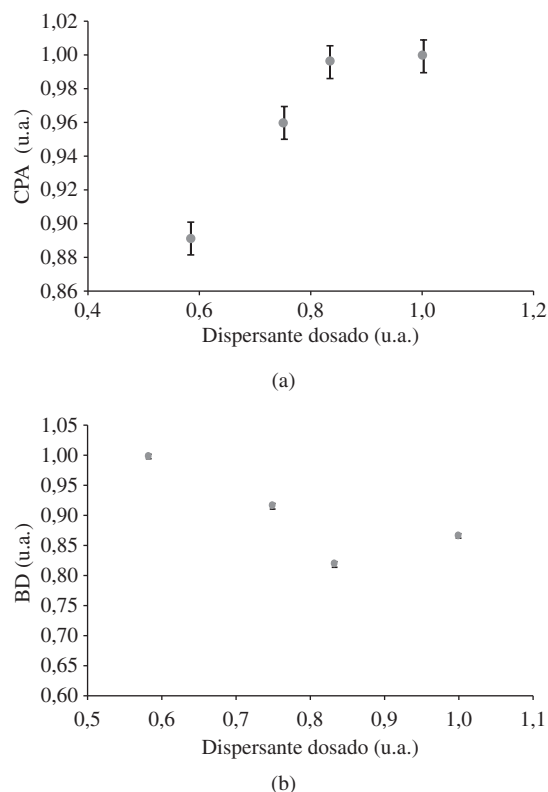 1,02
1,00
0,98
0,96
0,94
0,92
0,90
0,88
0,86
CPA (u.a.)
0,4 0,6 0,8 1,0 1,2
Dispersante dosado (u.a.)
(a)
1,05
1,00
0,95
0,90
0,85
0,80
0,75
0,70
0,65
0,60
BD (u.a.)
0,5 0,6 0,7 0,8 0,9 1,0 1,1
Dispersante dosado (u.a.)
(b)